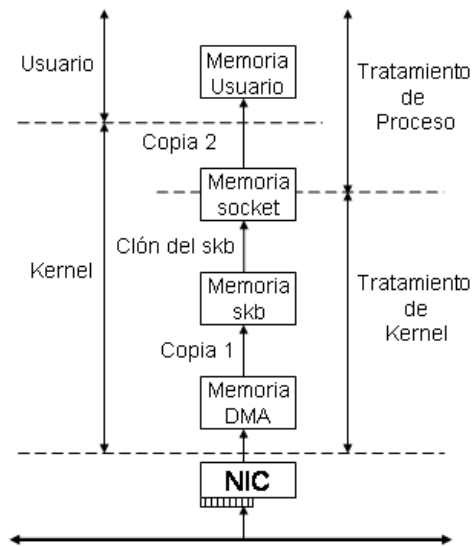 Usuario
Memoria
Usuario
Tratamiento
de
Proceso
Copia 2
Memoria
socket
Clón del skb
Kernel
Memoria
skb
Tratamiento
de
Kernel
Copia 1
Memoria
DMA
NIC